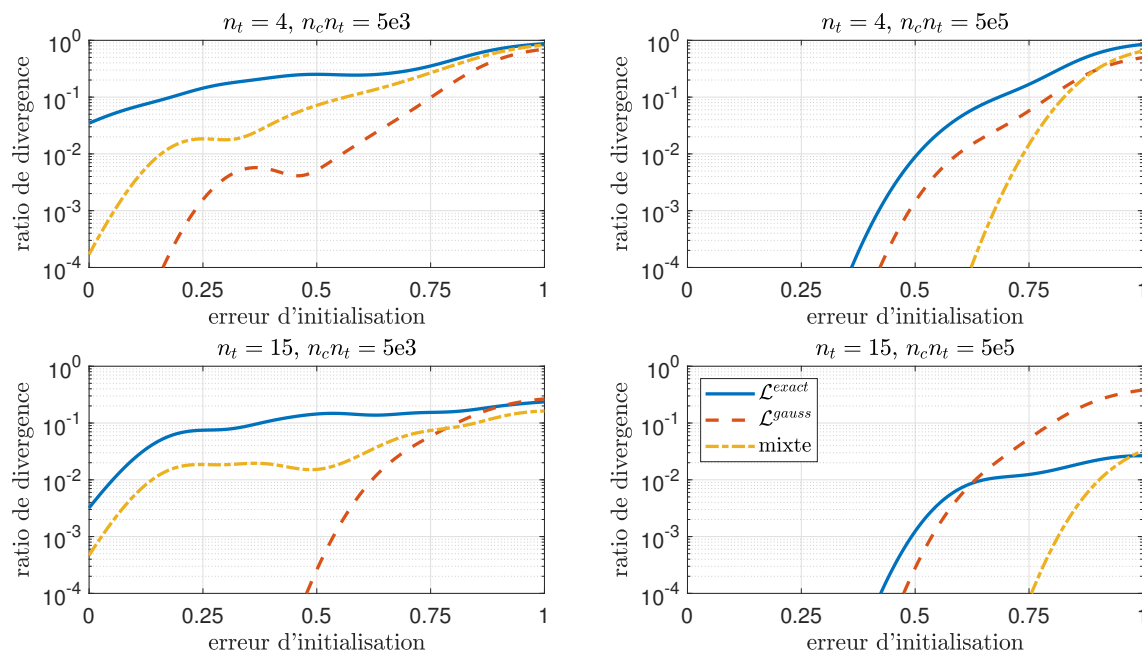 n_t = 4, n_c n_t = 5e3
10^0
10^-1
10^-2
10^-3
10^-4
ratio de divergence
0 0.25 0.5 0.75 1
erreur d'initialisation
n_t = 4, n_c n_t = 5e5
10^0
10^-1
10^-2
10^-3
10^-4
ratio de divergence
0 0.25 0.5 0.75 1
erreur d'initialisation
n_t = 15, n_c n_t = 5e3
10^0
10^-1
10^-2
10^-3
10^-4
ratio de divergence
0 0.25 0.5 0.75 1
erreur d'initialisation
n_t = 15, n_c n_t = 5e5
10^0
10^-1
10^-2
10^-3
10^-4
ratio de divergence
ℒ^exact
ℒ^gauss
mixte
0 0.25 0.5 0.75 1
erreur d'initialisation